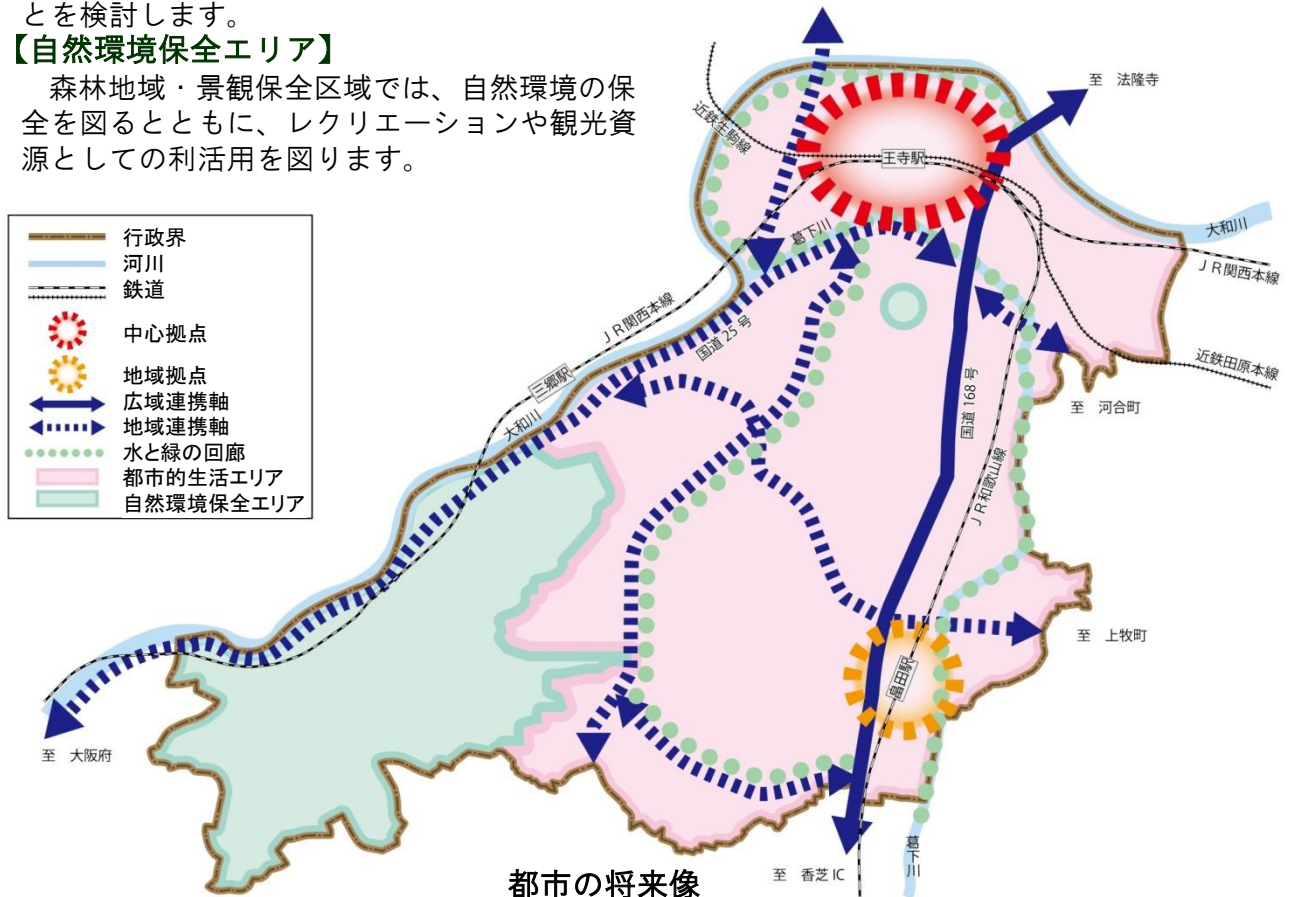 とを検討します。
【自然環境保全エリア】
森林地域・景観保全区域では、自然環境の保
全を図るとともに、レクリエーションや観光資
源としての利活用を図ります。
行政界
河川
鉄道
中心拠点
地域拠点
広域連携軸
地域連携軸
水と緑の回廊
都市的生活エリア
自然環境保全エリア
至 法隆寺
近鉄生駒線
王寺駅
大和川
葛下川
JR関西本線
JR関西本線
国道25号
近鉄田原本線
三郷駅
国道168号
至 河合町
大和川
JR和歌山線
至 上牧町
畠田駅
至 大阪府
葛下川
至 香芝IC
都市の将来像